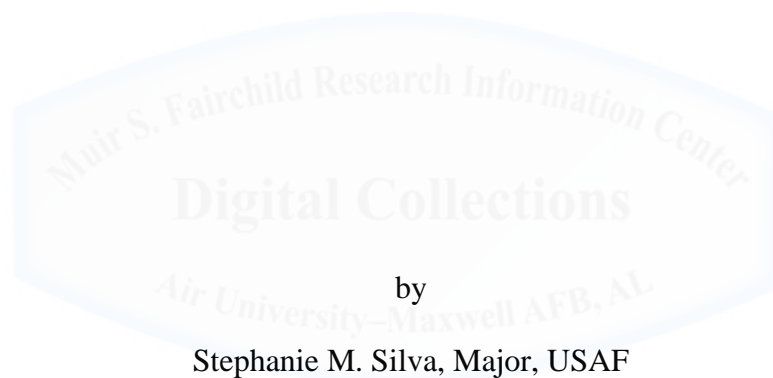 Muir S. Fairchild Research Information Center
Digital Collections
by
Air University–Maxwell AFB, AL
Stephanie M. Silva, Major, USAF